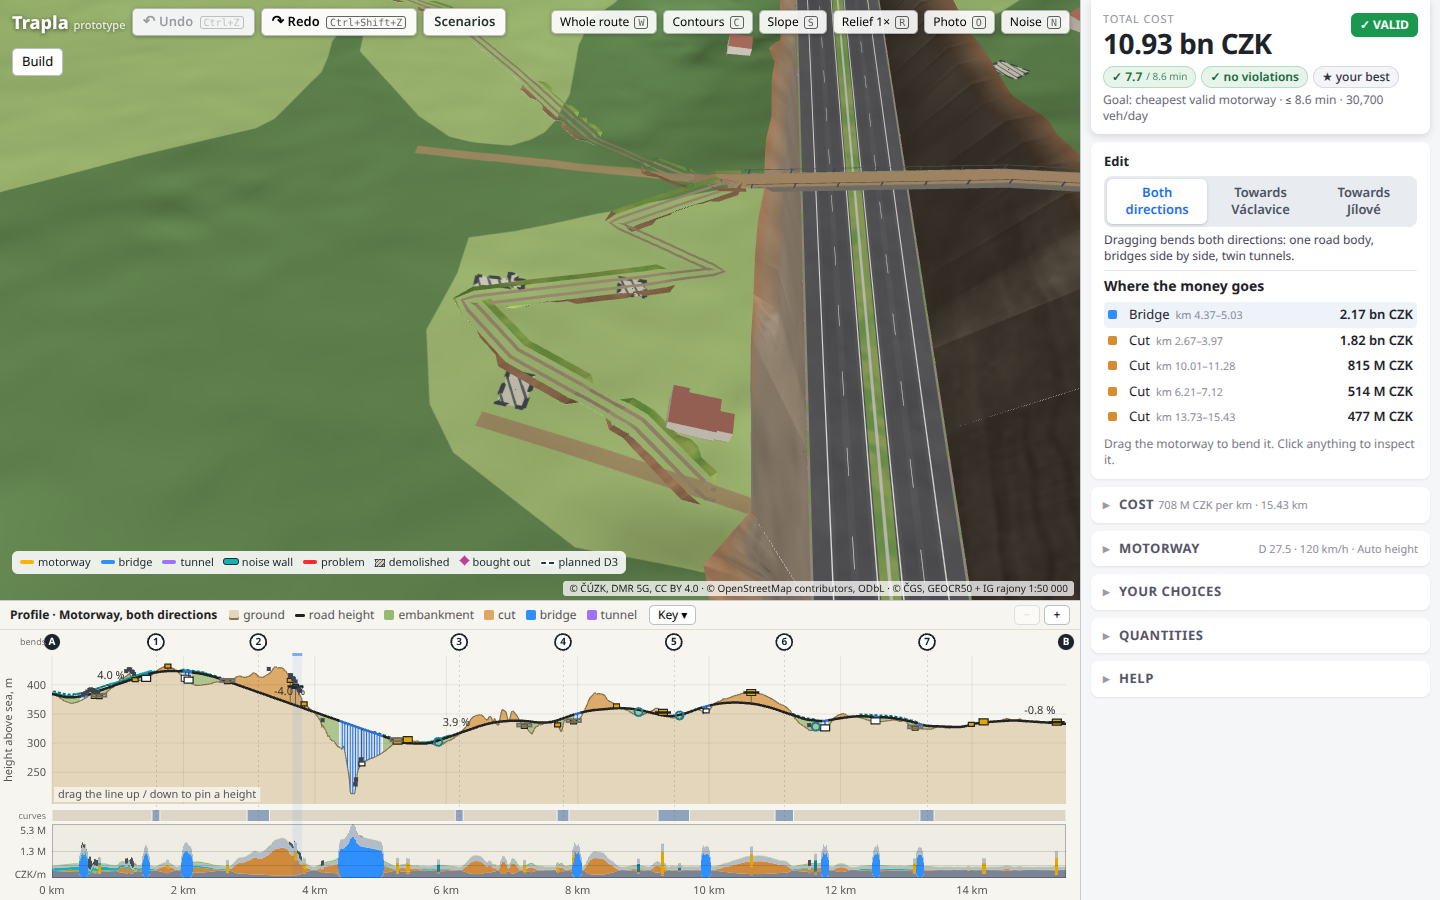 Trapla prototype
↶ Undo Ctrl+Z
↷ Redo Ctrl+Shift+Z
Scenarios
Whole route W
Contours C
Slope S
Relief 1× R
Photo O
Noise N
Build
motorway bridge tunnel noise wall problem demolished bought out planned D3
© ČÚZK, DMR 5G, CC BY 4.0 · © OpenStreetMap contributors, ODbL · © ČGS, GEOCR50 + IG rajony 1:50 000
TOTAL COST
10.93 bn CZK
✓ VALID
✓ 7.7 / 8.6 min
✓ no violations
★ your best
Goal: cheapest valid motorway · ≤ 8.6 min · 30,700
veh/day
Edit
Both
directions
Towards
Václavice
Towards
Jílové
Dragging bends both directions: one road body,
bridges side by side, twin tunnels.
Where the money goes
Bridge km 4.37–5.03 2.17 bn CZK
Cut km 2.67–3.97 1.82 bn CZK
Cut km 10.01–11.28 815 M CZK
Cut km 6.21–7.12 514 M CZK
Cut km 13.73–15.43 477 M CZK
Drag the motorway to bend it. Click anything to inspect
it.
▶ COST 708 M CZK per km · 15.43 km
▶ MOTORWAY D 27.5 · 120 km/h · Auto height
▶ YOUR CHOICES
▶ QUANTITIES
▶ HELP
Profile · Motorway, both directions
ground road height embankment cut bridge tunnel
Key ▾
−
+
bends A 1 2 3 4 5 6 7 B
height above sea, m
400
350
300
250
4.0 %
-4.0 %
3.9 %
-0.8 %
drag the line up / down to pin a height
curves
5.3 M
1.3 M
CZK/m
0 km 2 km 4 km 6 km 8 km 10 km 12 km 14 km